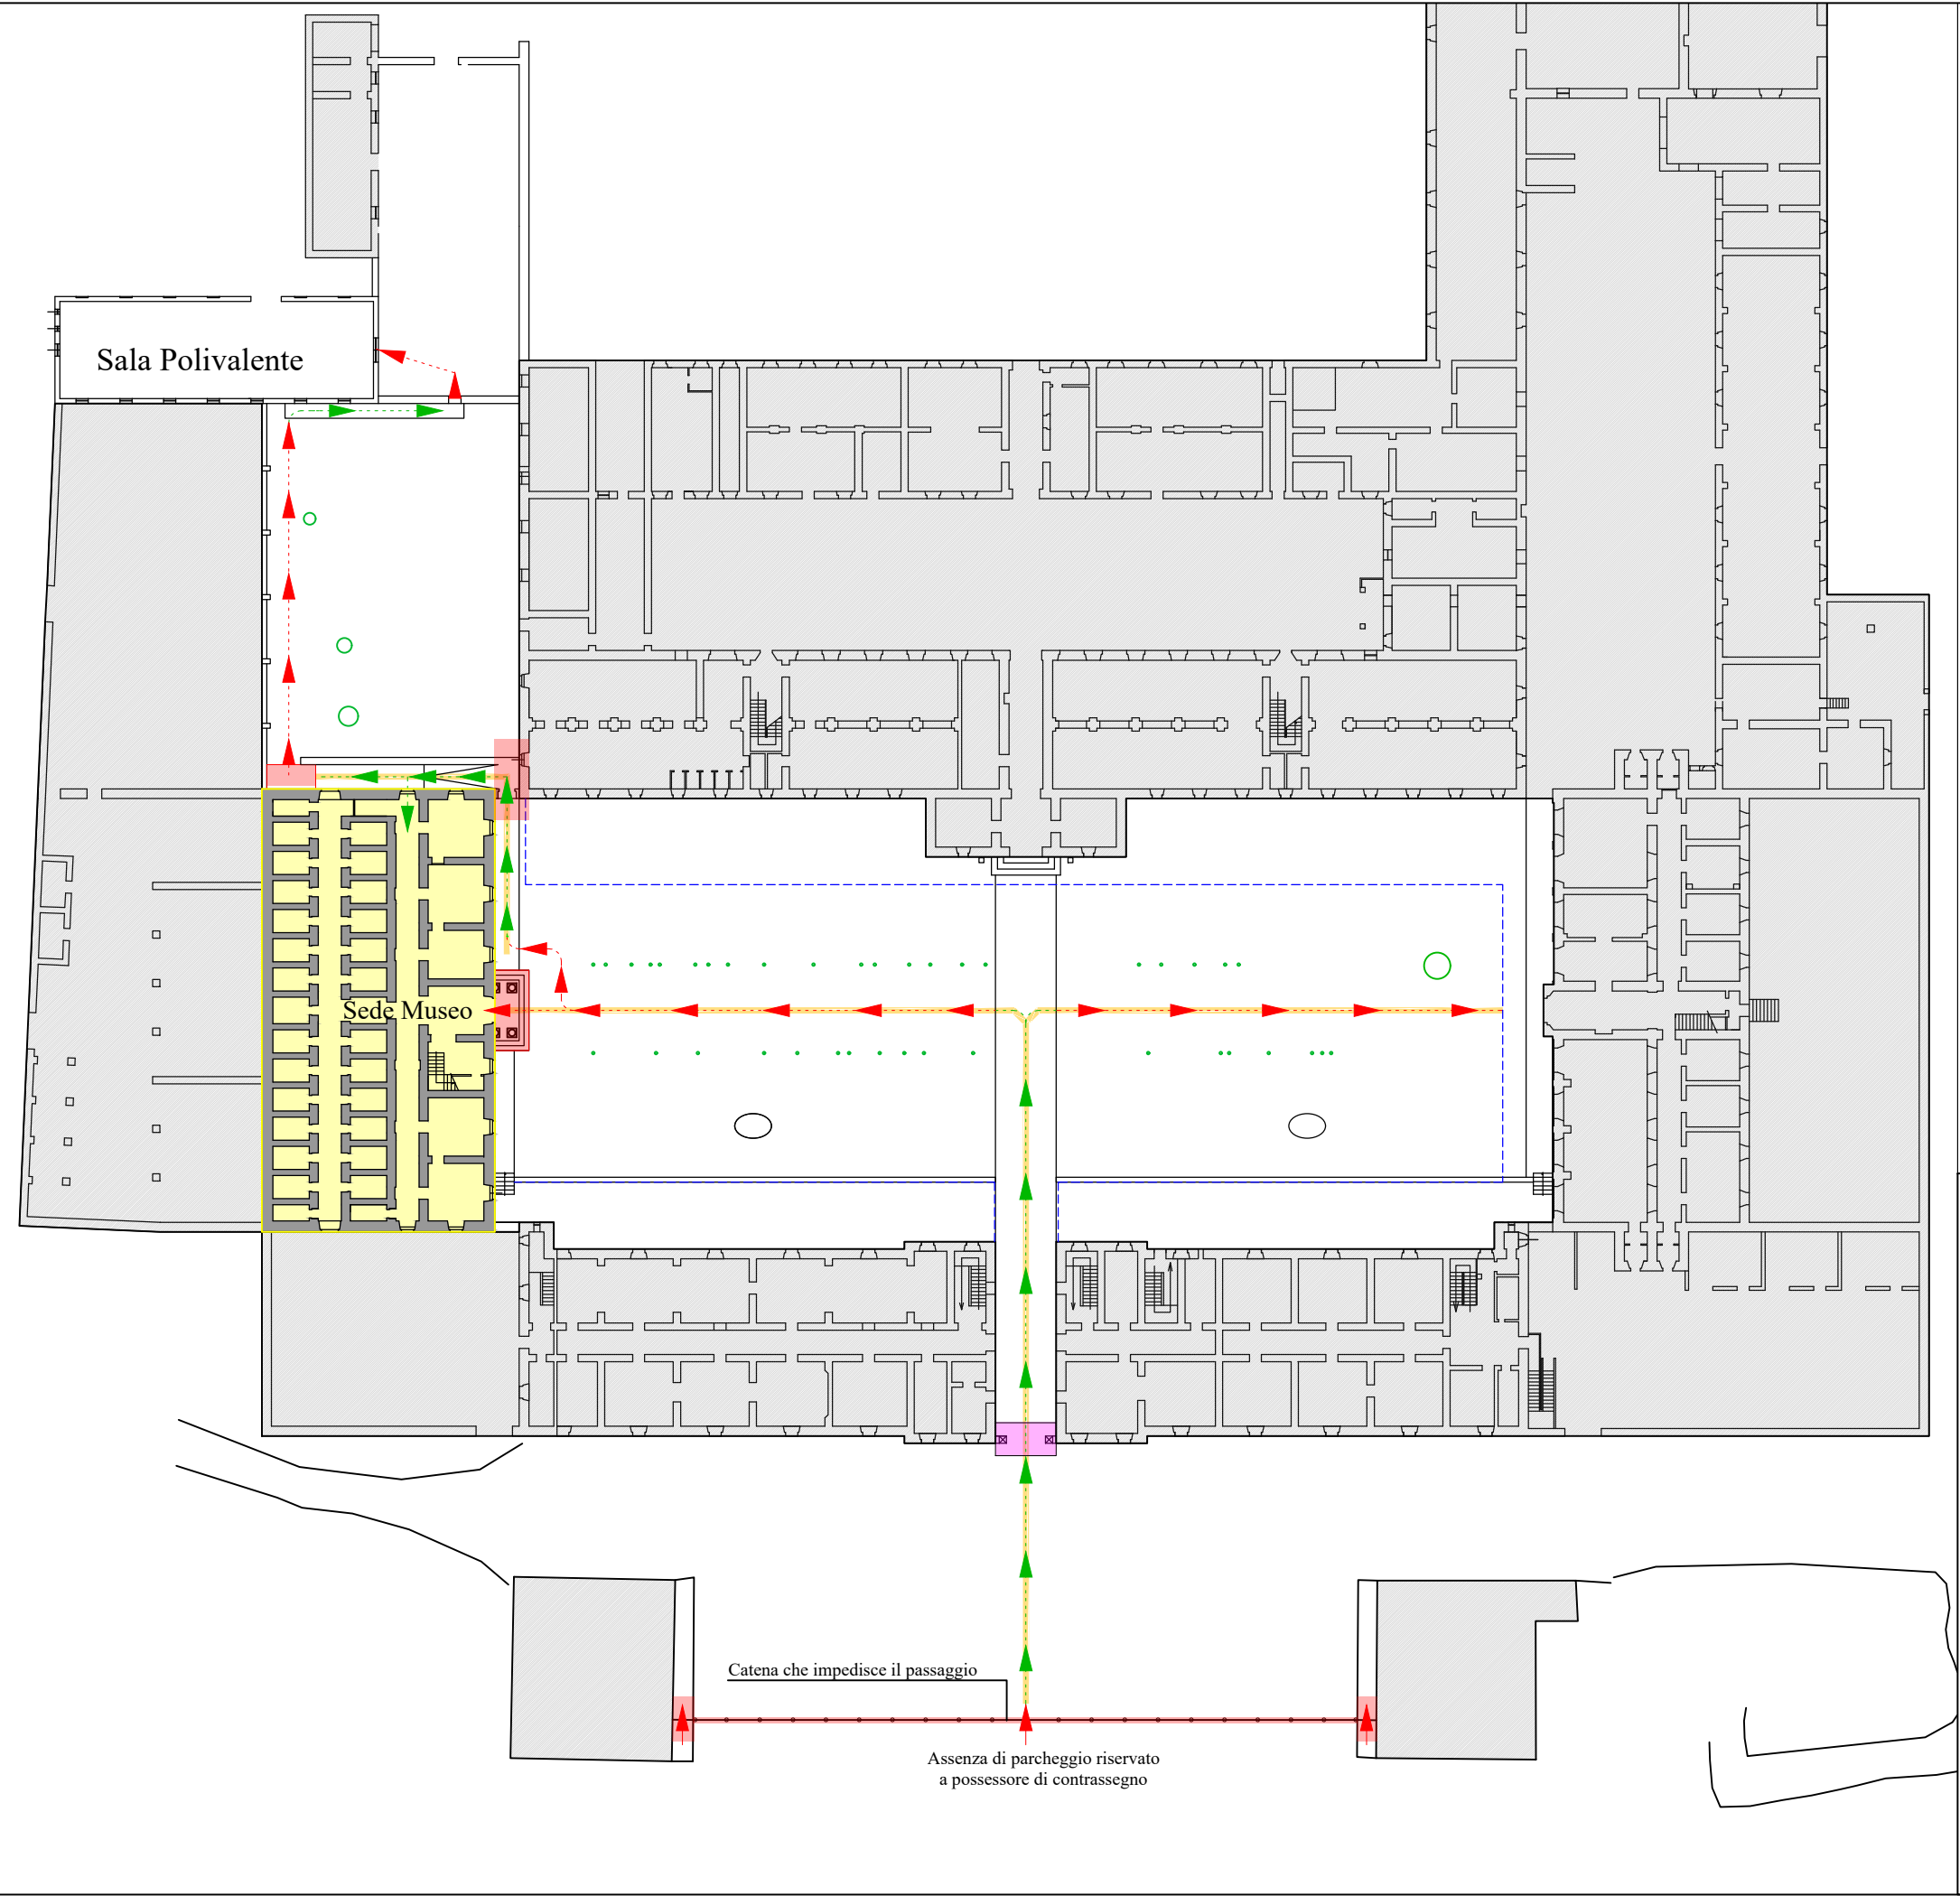 Sala Polivalente
Sede Museo
Catena che impedisce il passaggio
Assenza di parcheggio riservato
a possessore di contrassegno